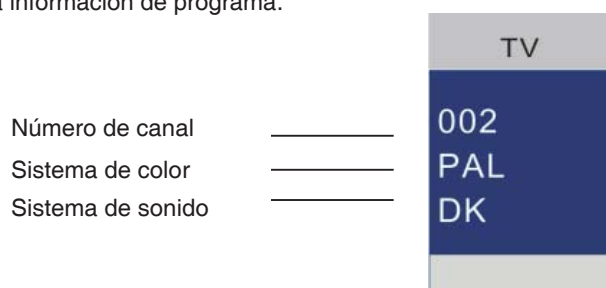 información de programa.
TV
Número de canal 002
Sistema de color PAL
Sistema de sonido DK